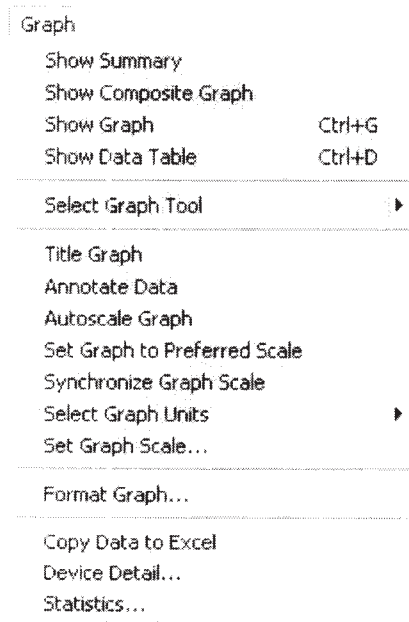 Graph
Show Summary
Show Composite Graph
Show Graph Ctrl+G
Show Data Table Ctrl+D
Select Graph Tool
Title Graph
Annotate Data
Autoscale Graph
Set Graph to Preferred Scale
Synchronize Graph Scale
Select Graph Units
Set Graph Scale...
Format Graph...
Copy Data to Excel
Device Detail...
Statistics...